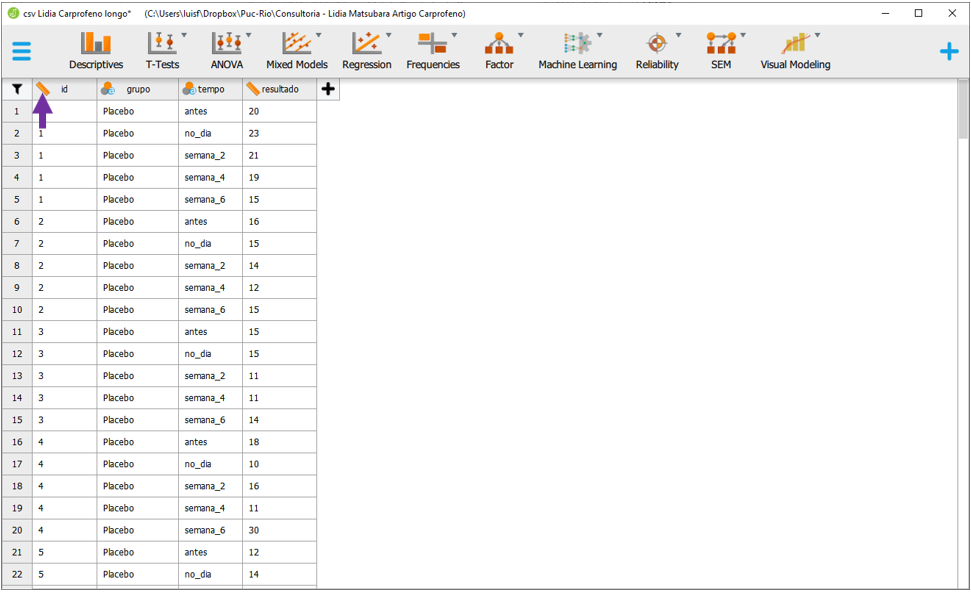 csv Lidia Carprofeno longo* (C:\Users\luisf\Dropbox\Puc-Rio\Consultoria - Lidia Matsubara Artigo Carprofeno)
Descriptives T-Tests ANOVA Mixed Models Regression Frequencies Factor Machine Learning Reliability SEM Visual Modeling
id grupo tempo resultado
1 Placebo antes 20
2 1 Placebo no_dia 23
3 1 Placebo semana_2 21
4 1 Placebo semana_4 19
5 1 Placebo semana_6 15
6 2 Placebo antes 16
7 2 Placebo no_dia 15
8 2 Placebo semana_2 14
9 2 Placebo semana_4 12
10 2 Placebo semana_6 15
11 3 Placebo antes 15
12 3 Placebo no_dia 15
13 3 Placebo semana_2 11
14 3 Placebo semana_4 11
15 3 Placebo semana_6 14
16 4 Placebo antes 18
17 4 Placebo no_dia 10
18 4 Placebo semana_2 16
19 4 Placebo semana_4 11
20 4 Placebo semana_6 30
21 5 Placebo antes 12
22 5 Placebo no_dia 14